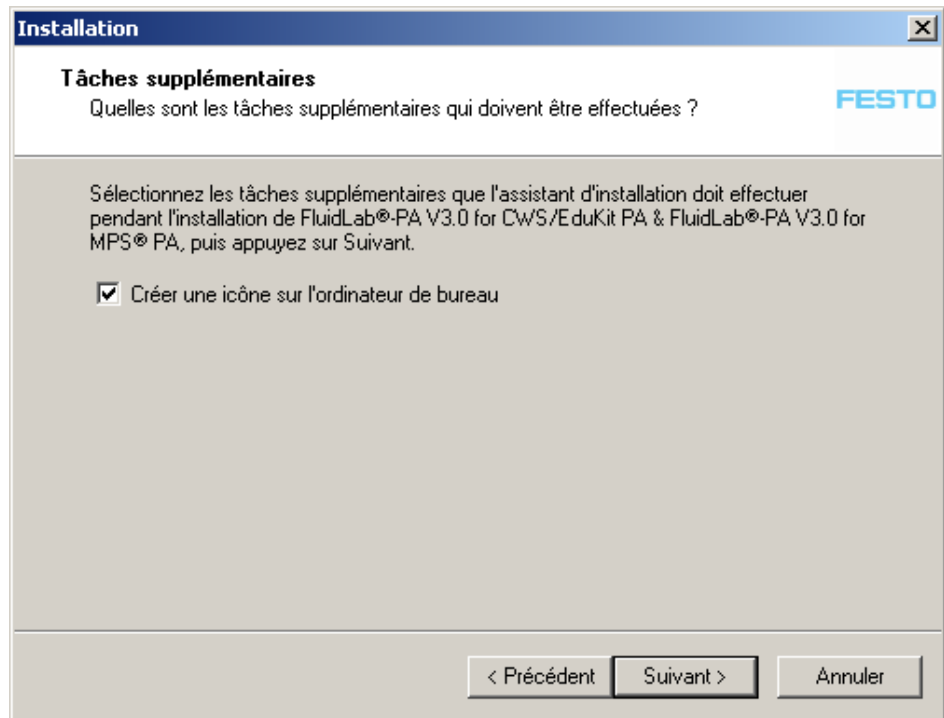 Installation
Tâches supplémentaires
Quelles sont les tâches supplémentaires qui doivent être effectuées ?
FESTO
Sélectionnez les tâches supplémentaires que l'assistant d'installation doit effectuer
pendant l'installation de FluidLab®-PA V3.0 for CWS/EduKit PA & FluidLab®-PA V3.0 for
MPS® PA, puis appuyez sur Suivant.
Créer une icône sur l'ordinateur de bureau
< Précédent
Suivant >
Annuler